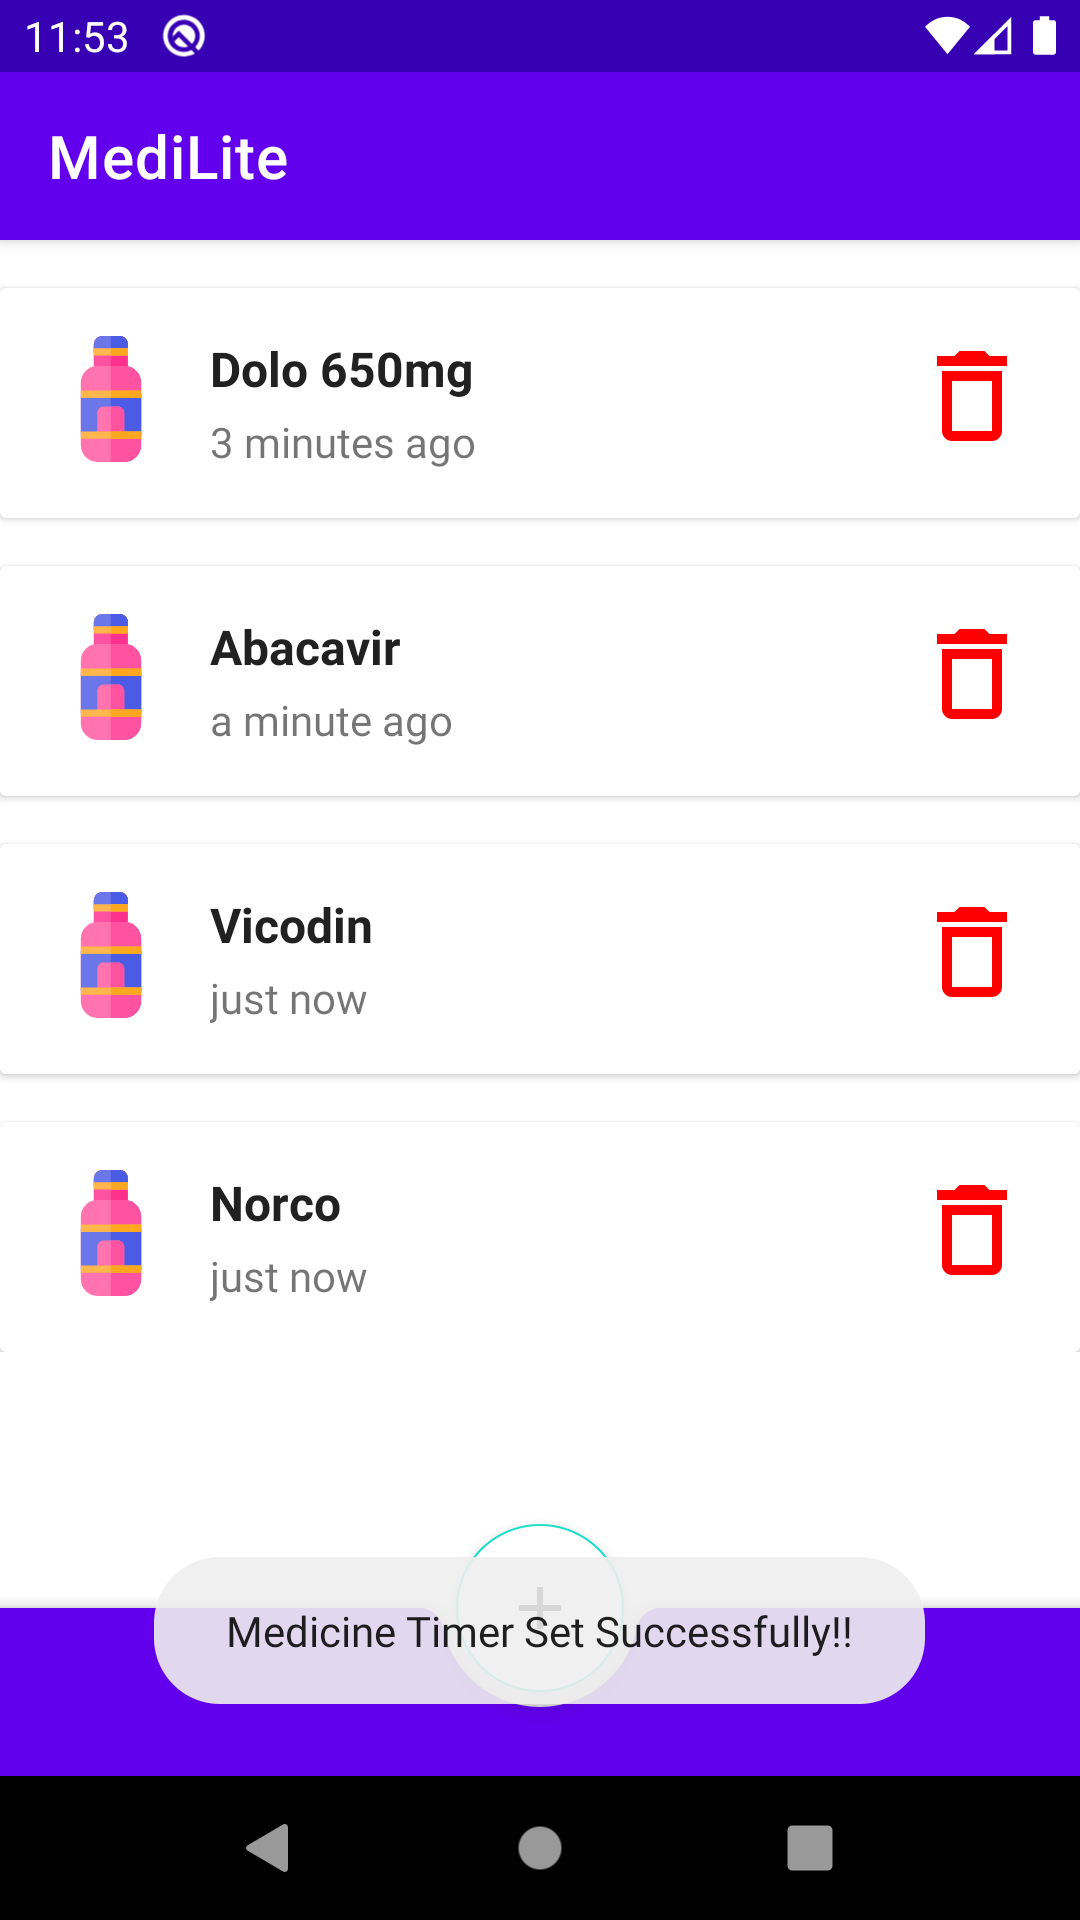 11:53
MediLite
Dolo 650mg
3 minutes ago
Abacavir
a minute ago
Vicodin
just now
Norco
just now
Medicine Timer Set Successfully!!